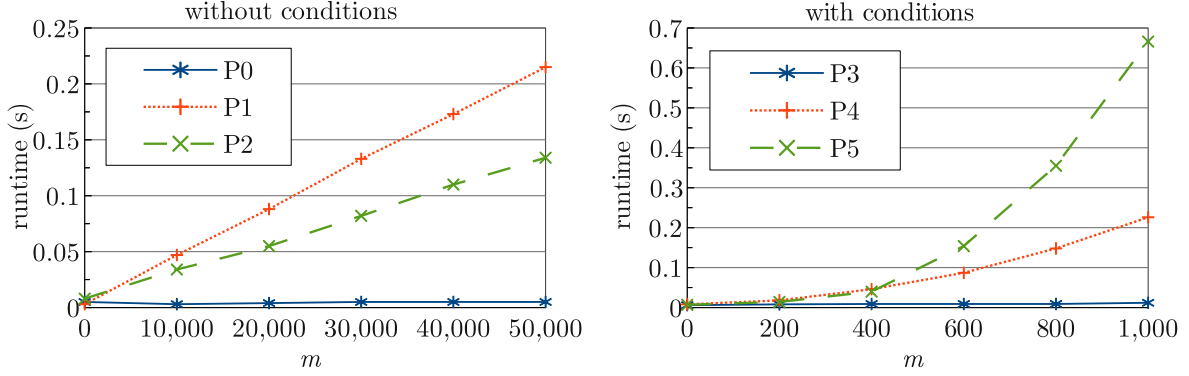 without conditions
0.25
0.2
0.15
0.1
0.05
0
runtime (s)
P0
P1
P2
0 10,000 20,000 30,000 40,000 50,000
m
with conditions
0.7
0.6
0.5
0.4
0.3
0.2
0.1
0
runtime (s)
P3
P4
P5
0 200 400 600 800 1,000
m